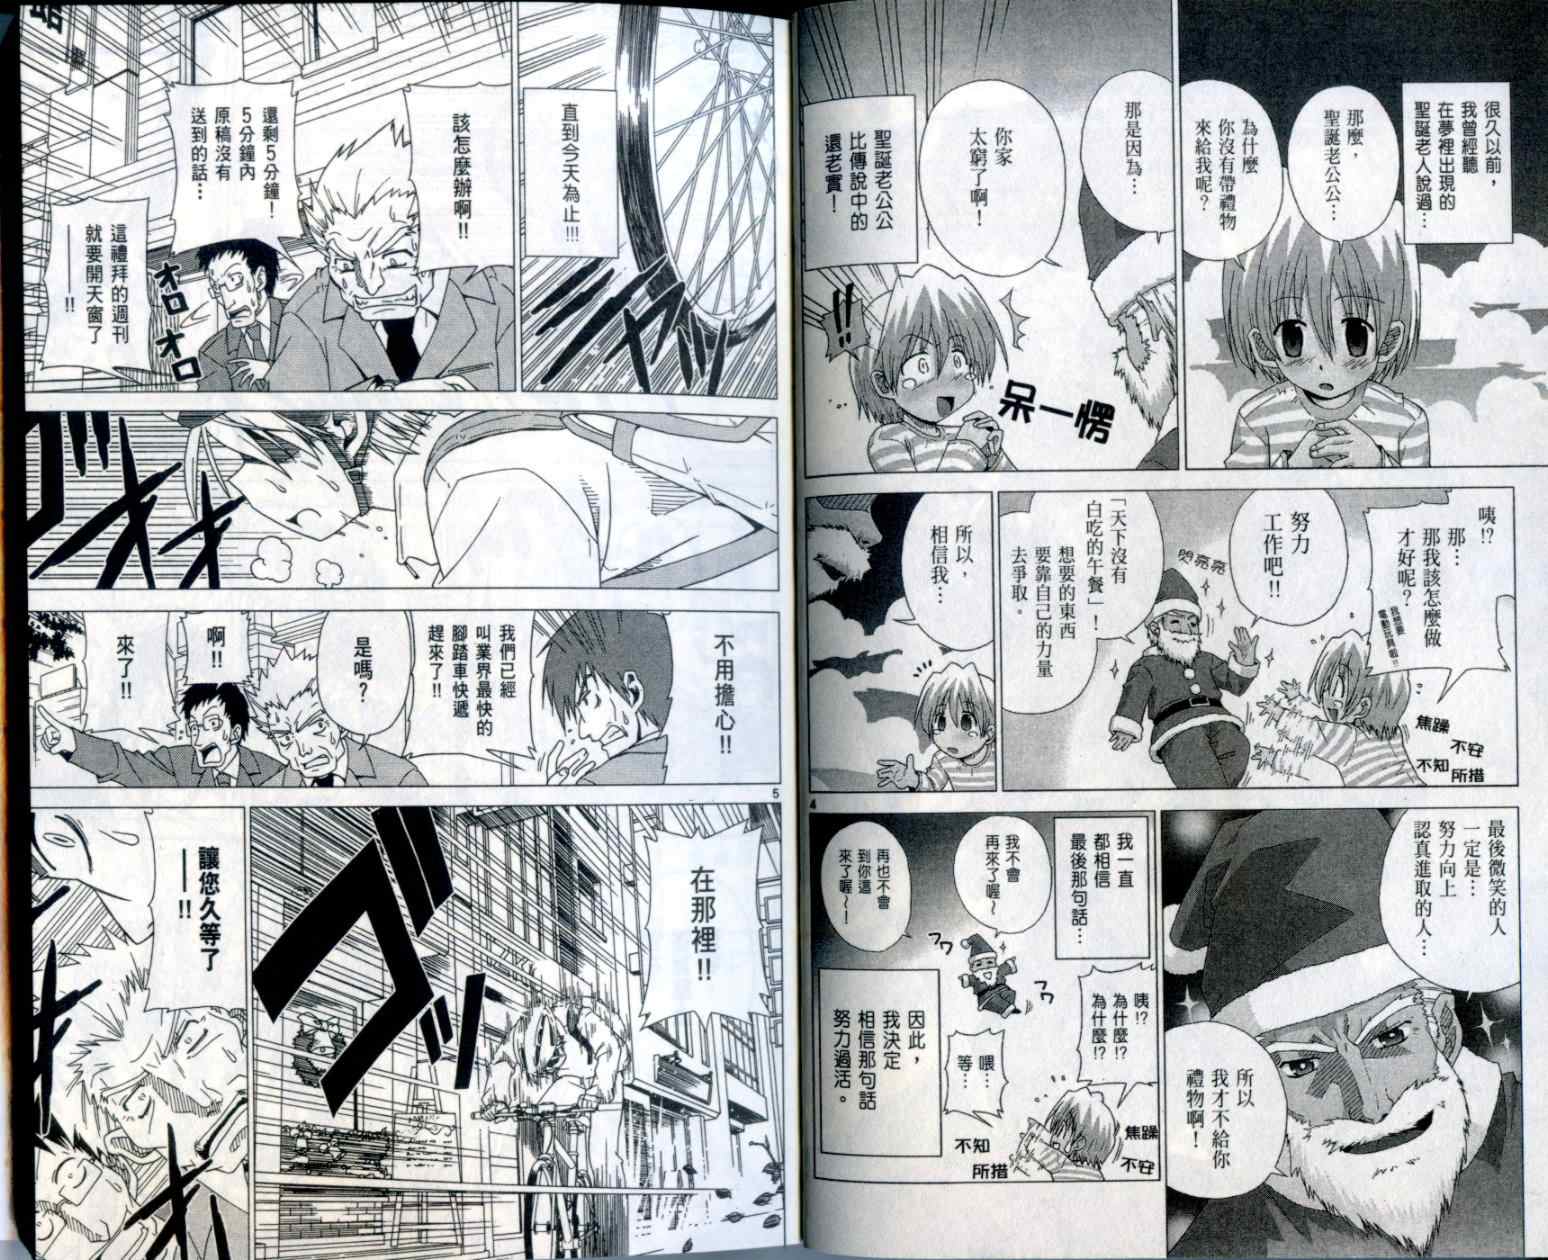 很久以前，
我曾經聽
在夢裡出現的
聖誕老人說過…
那麼，
聖誕老公公…
為什麼
你沒有帶禮物
來給我呢？
那是因為…
你家
太窮了啊！
聖誕老公公
比傳說中的
還老實！
!!
呆一愣
咦!?
那…
那我該怎麼做
才好呢？
焦躁
不安
不知
所措
努力
工作吧!!
閃亮亮
「天下沒有
白吃的午餐」！
想要的東西
要靠自己的力量
去爭取。
所以，
相信我…
最後微笑的人
一定是…
努力向上
認真進取的人…
所以
我才不給你
禮物啊！
我一直
都相信
最後那句話…
咦!?
為什麼!?
為什麼!?
我不會
再來了喔～
再也不會
到你這
來了喔～！
フワ
フワ
喂…
等…
焦躁
不安
不知
所措
因此，
我決定
相信那句話
努力過活。
4
直到今天為止!!!
該怎麼辦啊!!
還剩5分鐘！
5分鐘內
原稿沒有
送到的話…
這禮拜的週刊
就要開天窗了
——!!
オロ
オロ
不用擔心!!
我們已經
叫業界最快的
腳踏車快遞
趕來了!!
是嗎？
啊!!
來了!!
5
在那裡!!
讓您久等了
——!!